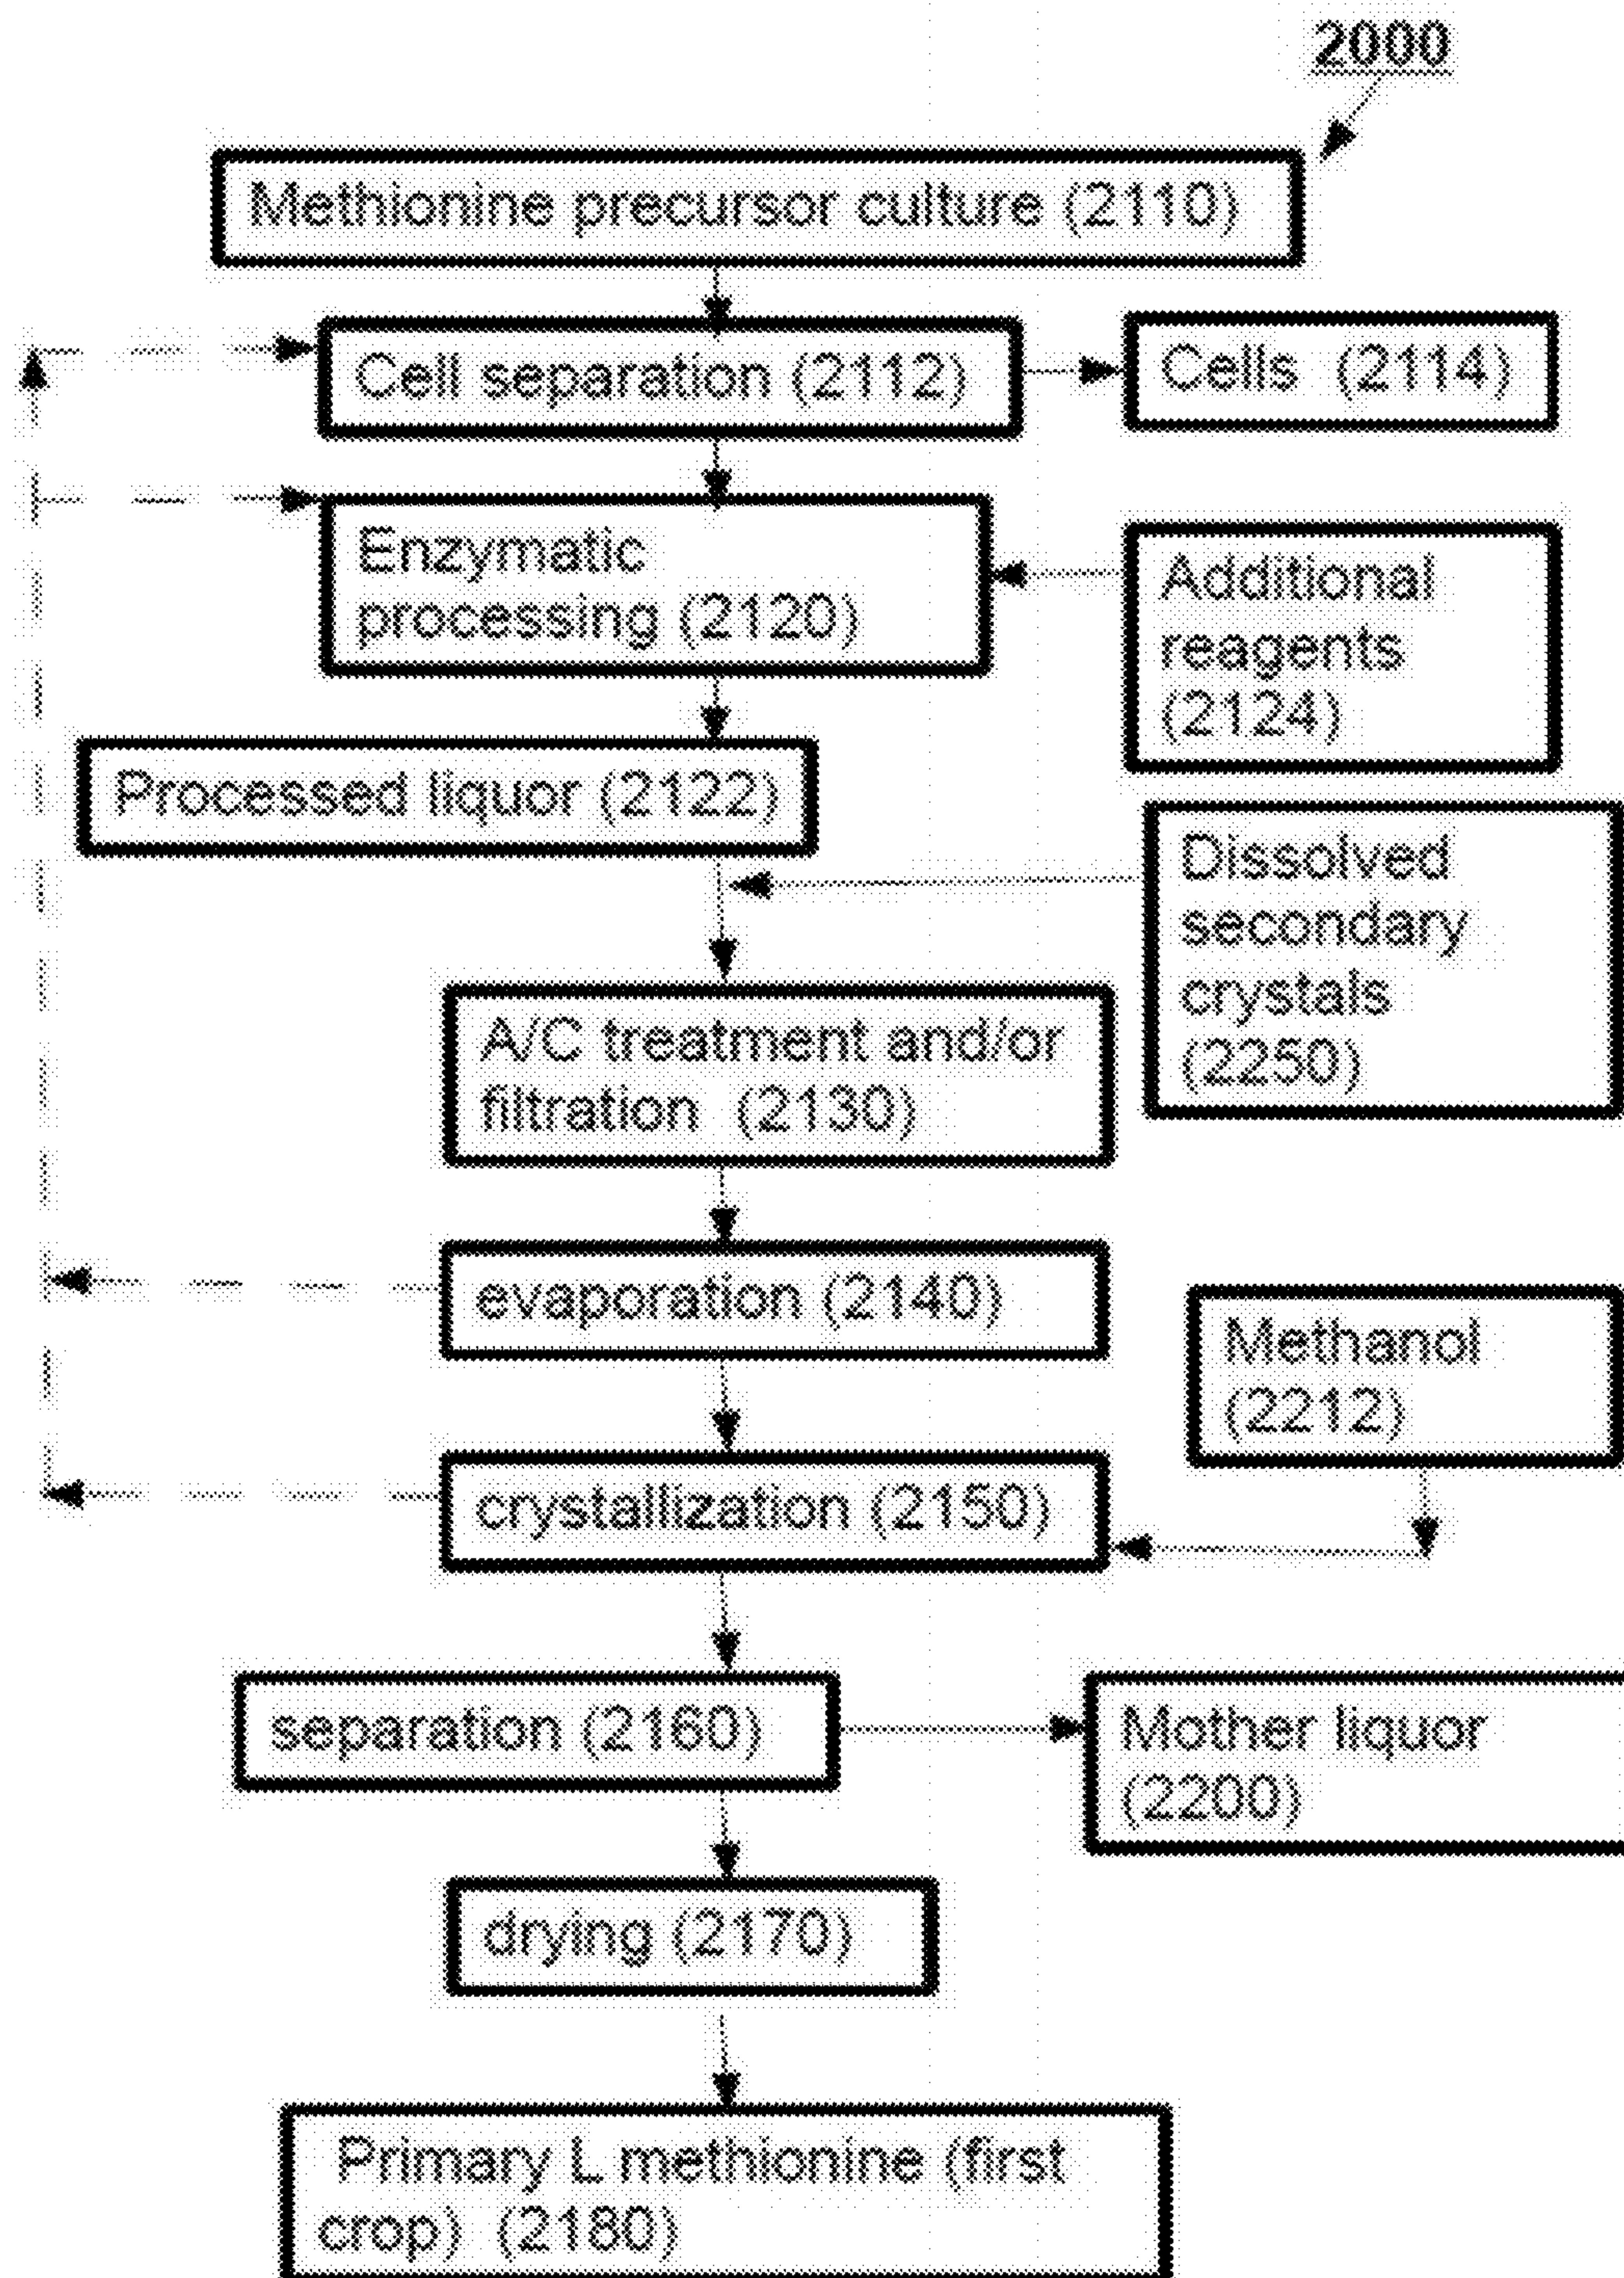 2000
Methionine precursor culture (2110)
Cell separation (2112)
Cells (2114)
Enzymatic
processing (2120)
Additional
reagents
(2124)
Processed liquor (2122)
Dissolved
secondary
crystals
(2250)
A/C treatment and/or
filtration (2130)
evaporation (2140)
Methanol
(2212)
crystallization (2150)
separation (2160)
Mother liquor
(2200)
drying (2170)
Primary L methionine (first
crop) (2180)